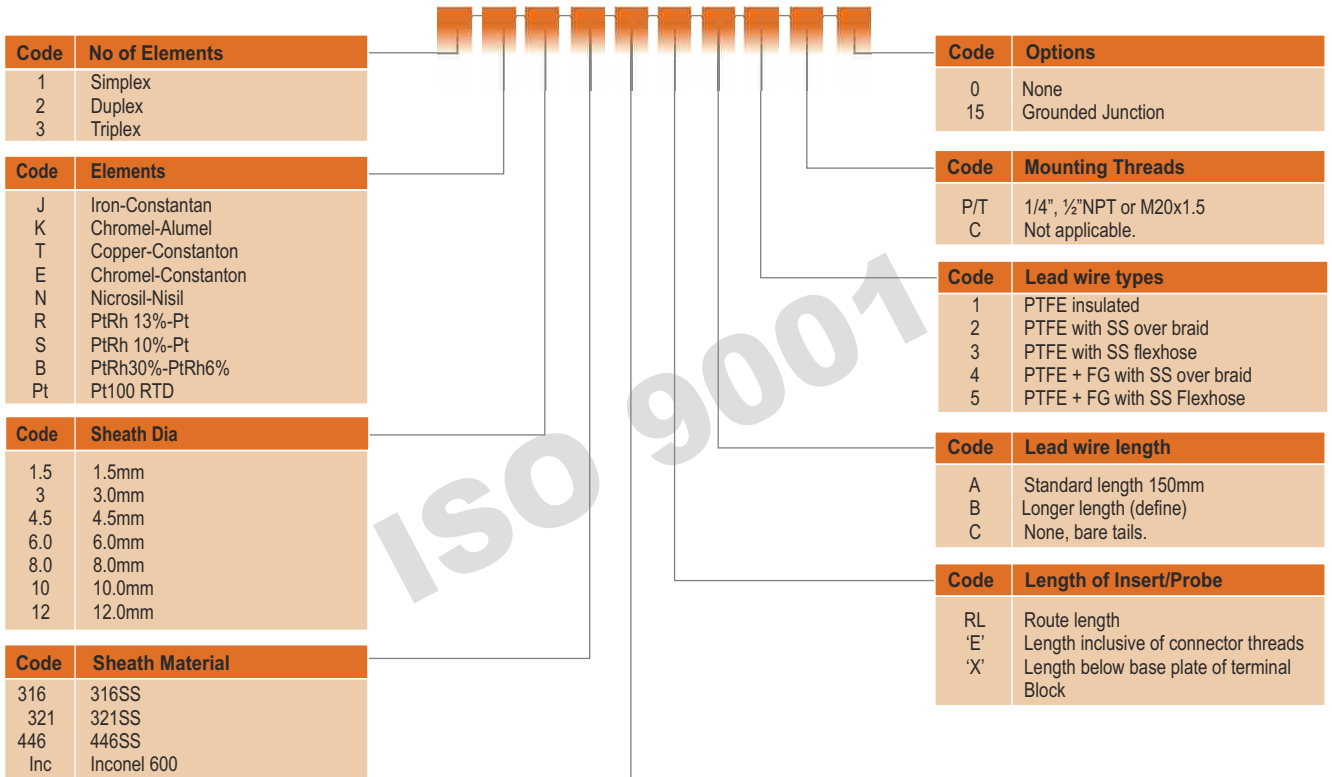 Code No of Elements
1 Simplex
2 Duplex
3 Triplex
Code Elements
J Iron-Constantan
K Chromel-Alumel
T Copper-Constanton
E Chromel-Constanton
N Nicrosil-Nisil
R PtRh 13%-Pt
S PtRh 10%-Pt
B PtRh30%-PtRh6%
Pt Pt100 RTD
Code Sheath Dia
1.5 1.5mm
3 3.0mm
4.5 4.5mm
6.0 6.0mm
8.0 8.0mm
10 10.0mm
12 12.0mm
Code Sheath Material
316 316SS
321 321SS
446 446SS
Inc Inconel 600
ISO 9001
Code Options
0 None
15 Grounded Junction
Code Mounting Threads
P/T 1/4”, ½”NPT or M20x1.5
C Not applicable.
Code Lead wire types
1 PTFE insulated
2 PTFE with SS over braid
3 PTFE with SS flexhose
4 PTFE + FG with SS over braid
5 PTFE + FG with SS Flexhose
Code Lead wire length
A Standard length 150mm
B Longer length (define)
C None, bare tails.
Code Length of Insert/Probe
RL Route length
‘E’ Length inclusive of connector threads
‘X’ Length below base plate of terminal
Block